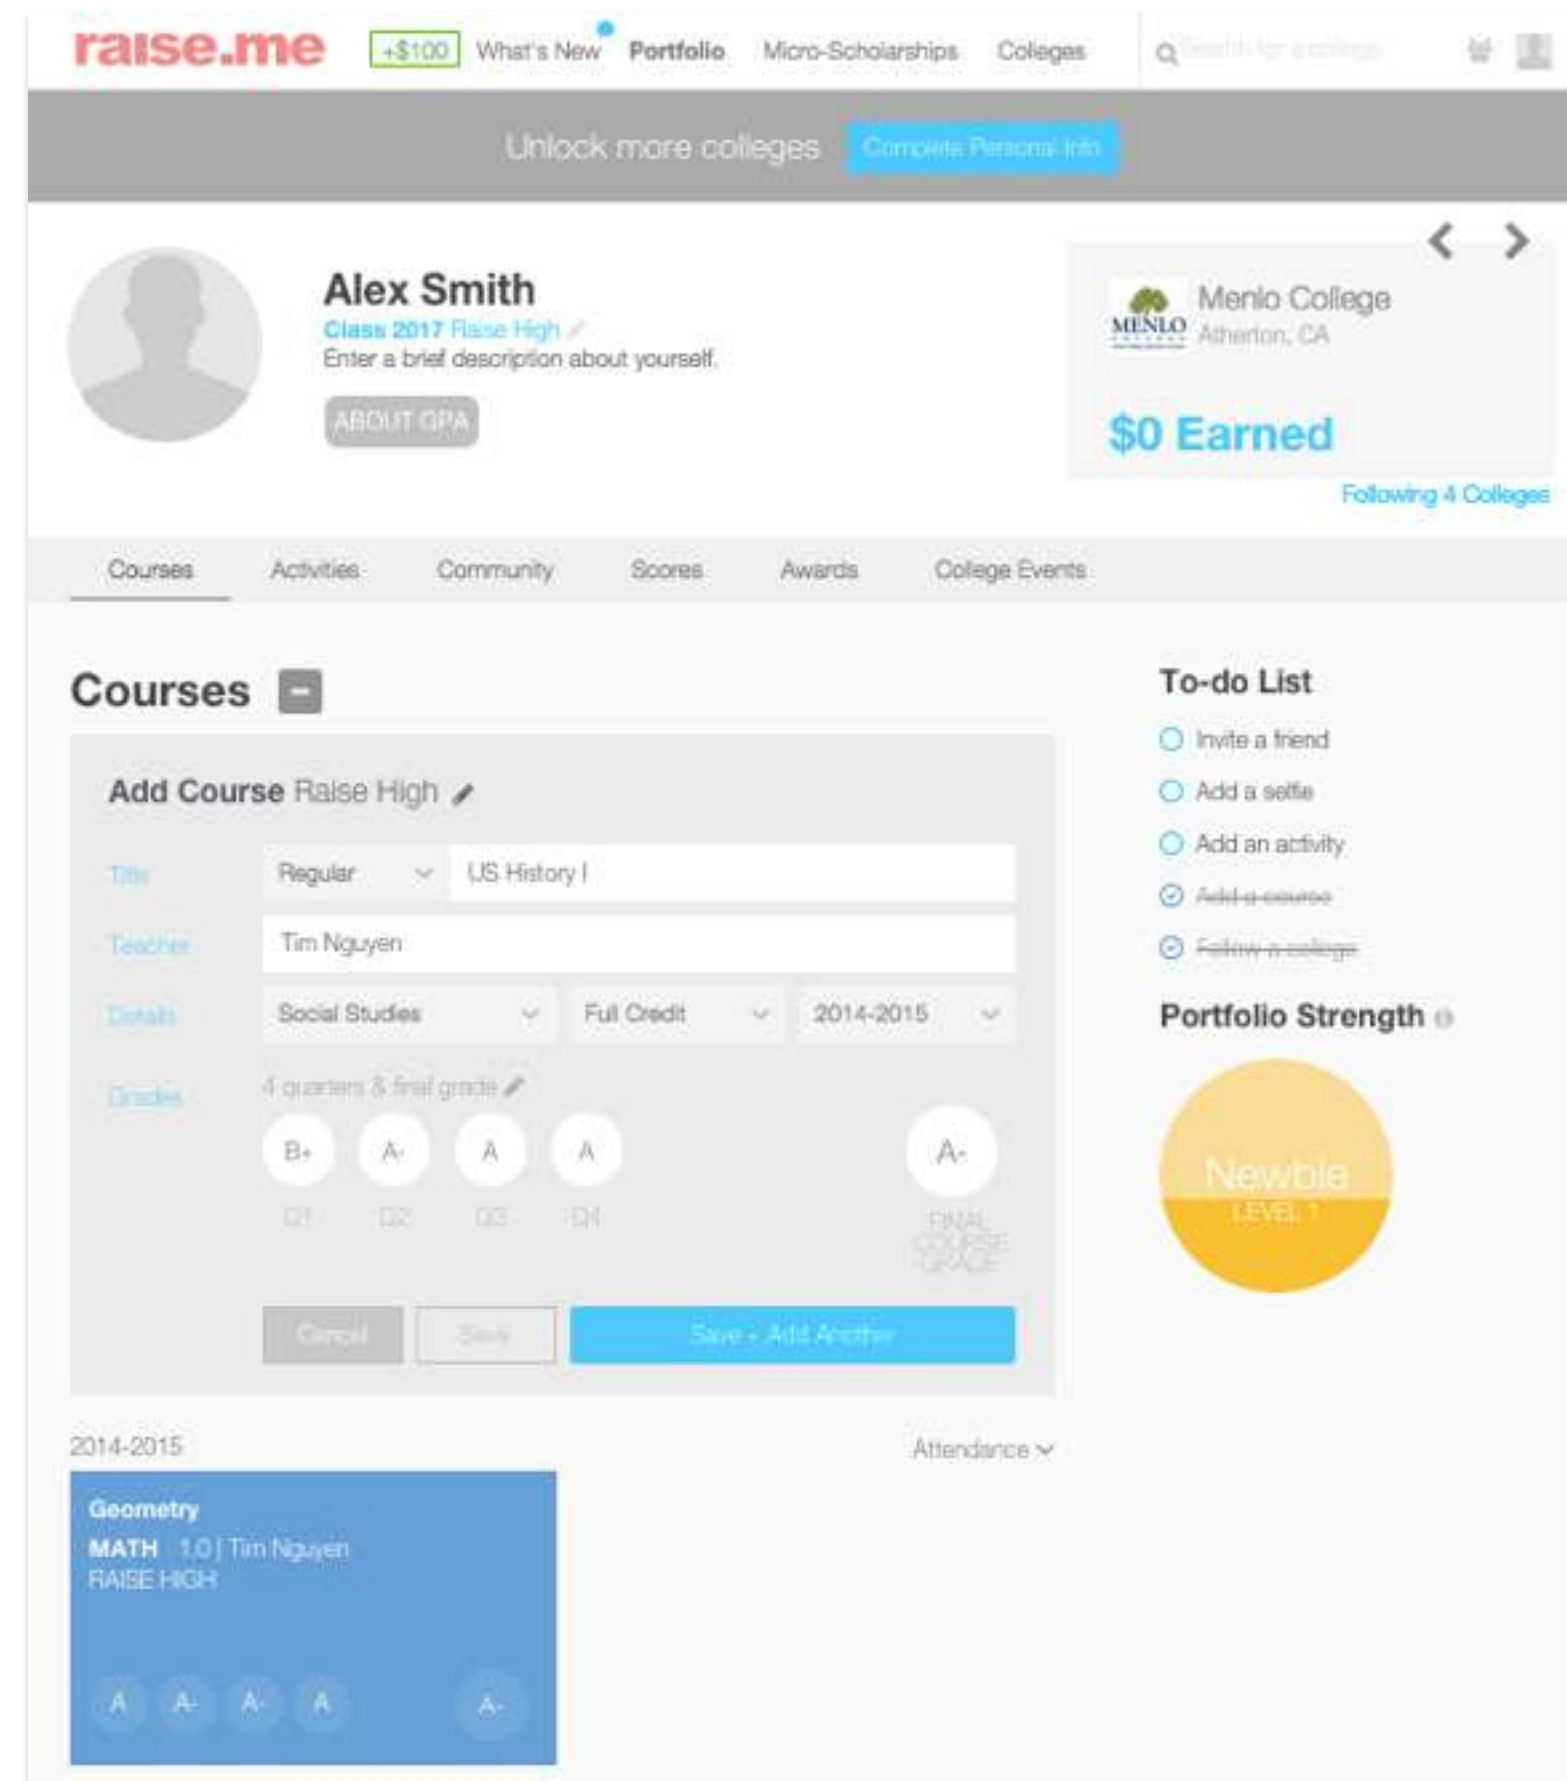 raise.me
+$100 What's New Portfolio Micro-Scholarships Colleges Search for a college
Unlock more colleges Complete Personal Info
Alex Smith
Class 2017 Raise High
Enter a brief description about yourself.
ABOUT GPA
MENLO
Menlo College
Atherton, CA
$0 Earned
Following 4 Colleges
Courses Activities Community Scores Awards College Events
Courses
Add Course Raise High
Title Regular US History I
Teacher Tim Nguyen
Details Social Studies Full Credit 2014-2015
Grades 4 quarters & final grade
B+ A- A A A-
Q1 Q2 Q3 Q4 FINAL
COURSE
GRADE
Cancel Save Save + Add Another
2014-2015 Attendance
Geometry
MATH 1.0 | Tim Nguyen
RAISE HIGH
A A- A- A A-
To-do List
Invite a friend
Add a selfie
Add an activity
Add a course
Follow a college
Portfolio Strength
Newbie
LEVEL 1